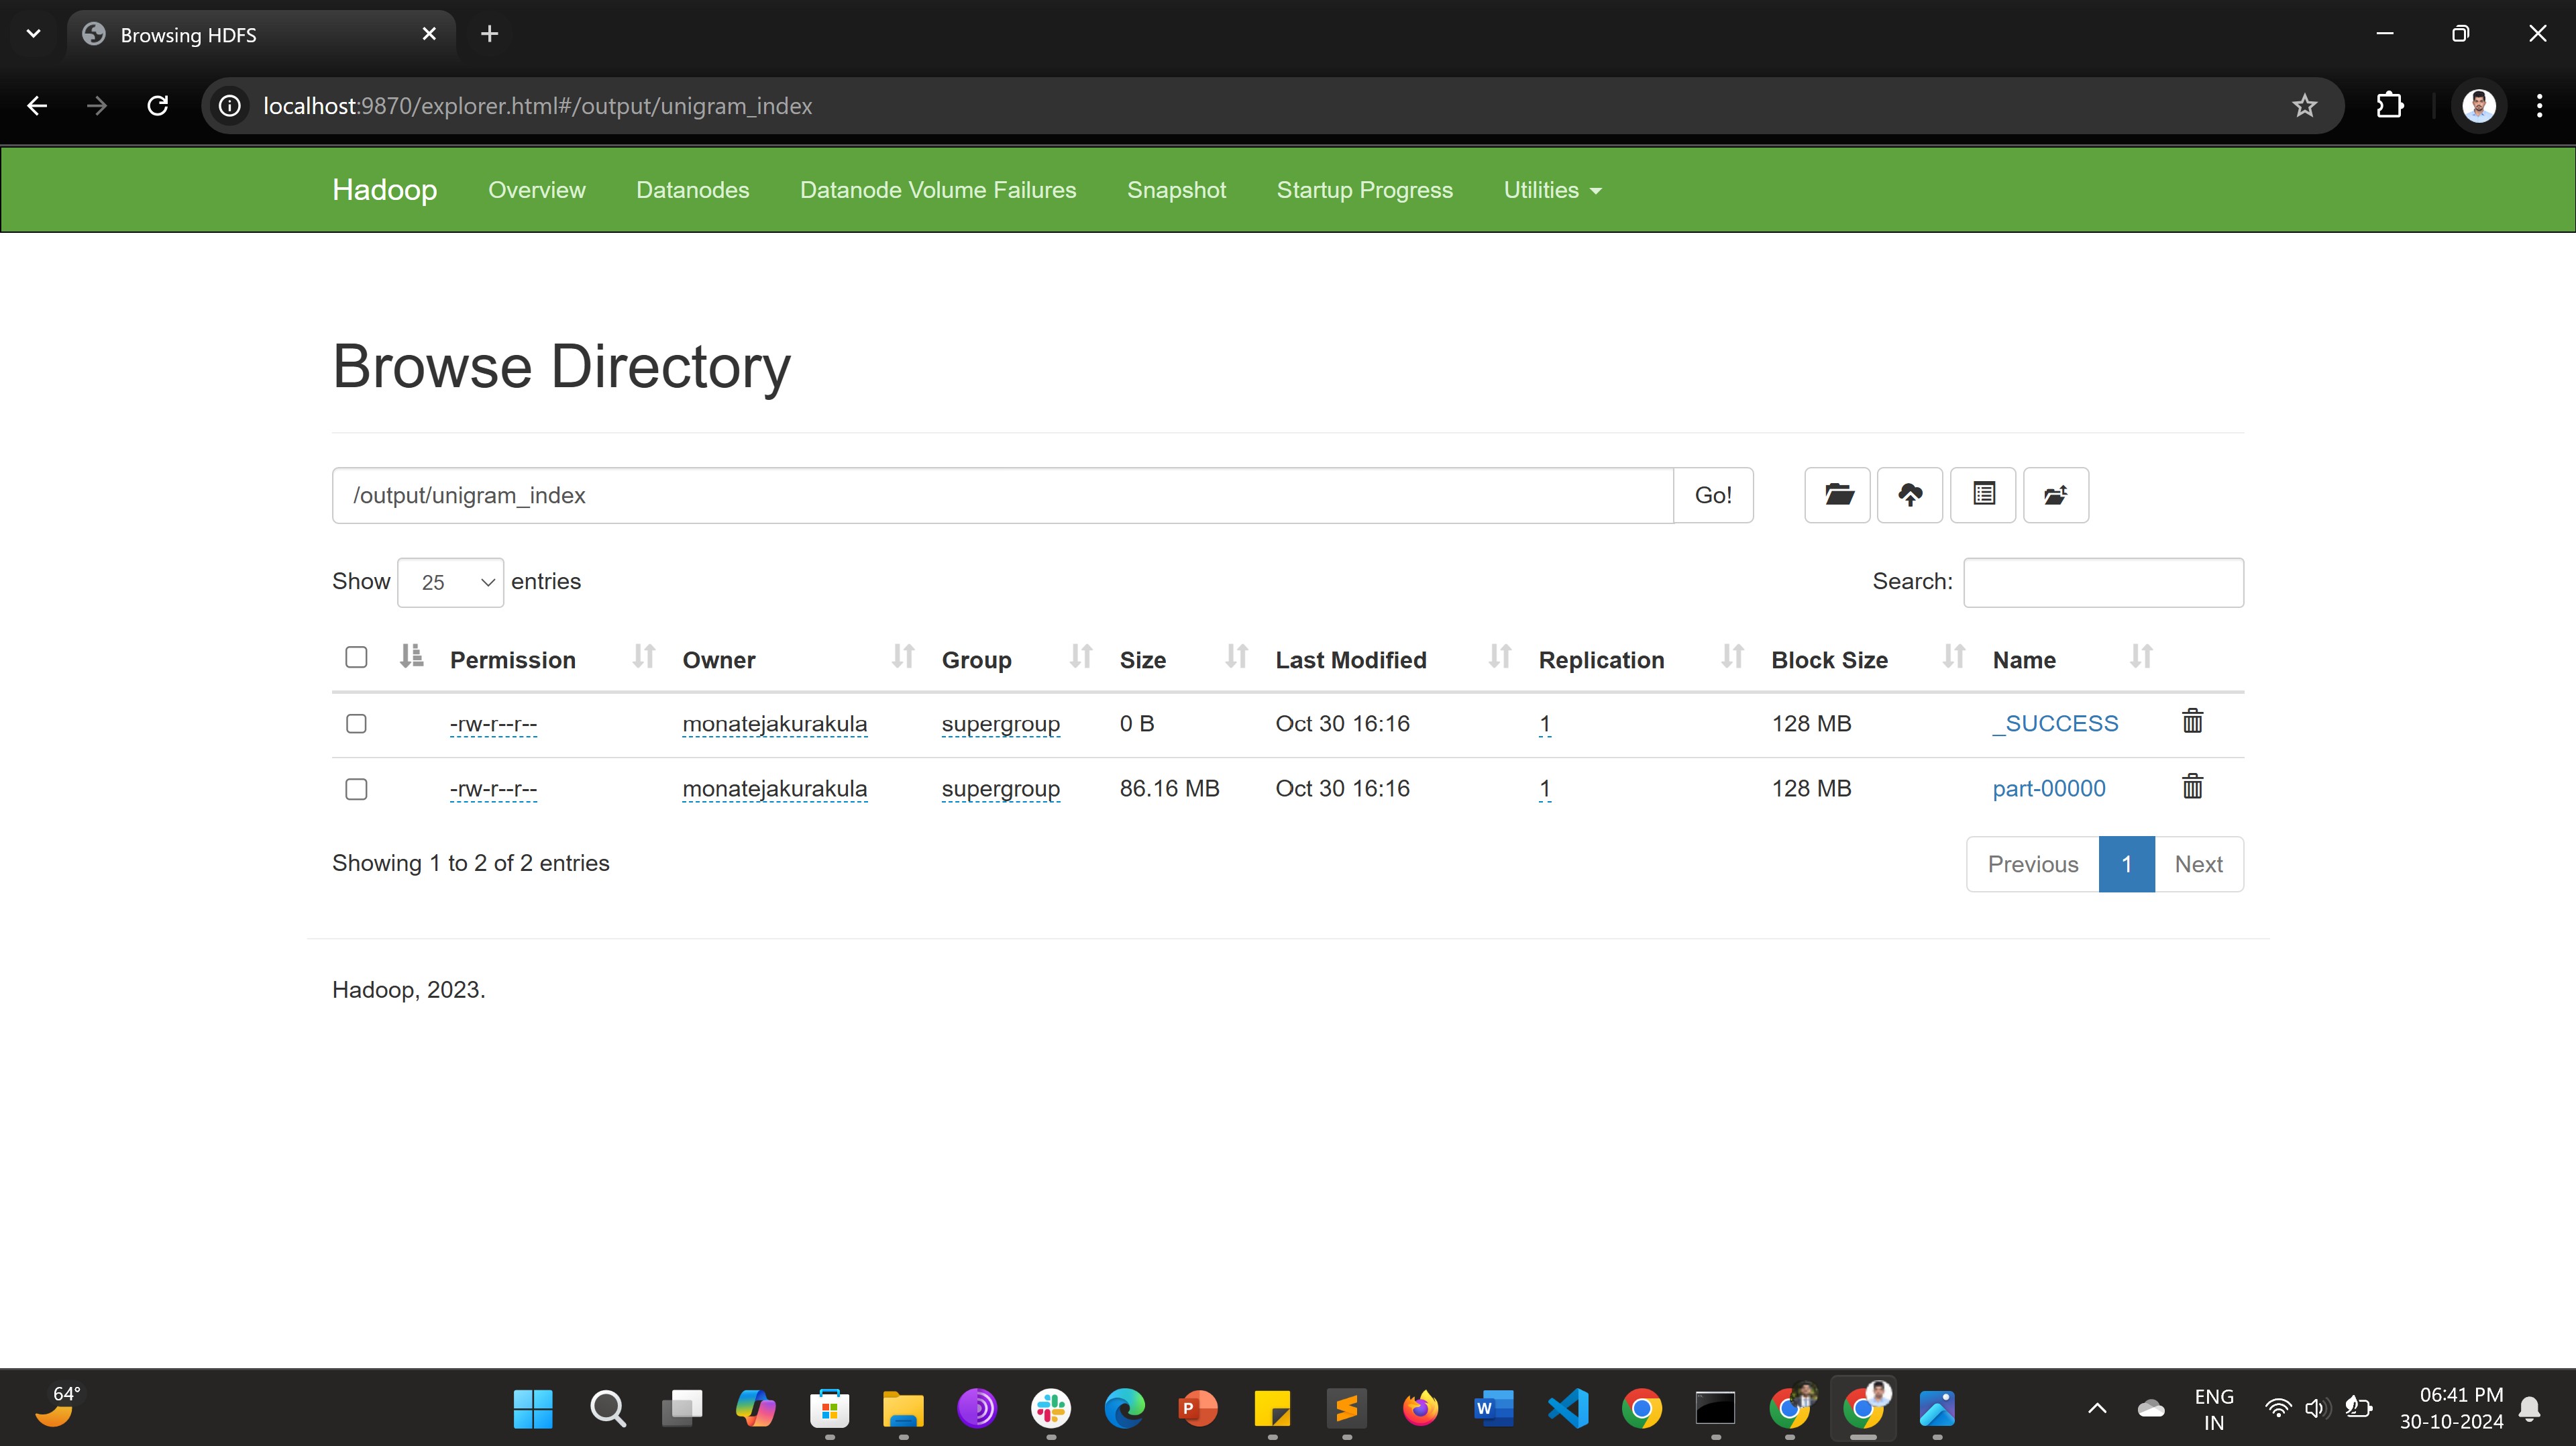 Browsing HDFS
localhost:9870/explorer.html#/output/unigram_index
Hadoop Overview Datanodes Datanode Volume Failures Snapshot Startup Progress Utilities
Browse Directory
/output/unigram_index Go!
Show 25 entries Search:
Permission Owner Group Size Last Modified Replication Block Size Name
-rw-r--r-- monatejakurakula supergroup 0 B Oct 30 16:16 1 128 MB _SUCCESS
-rw-r--r-- monatejakurakula supergroup 86.16 MB Oct 30 16:16 1 128 MB part-00000
Showing 1 to 2 of 2 entries Previous 1 Next
Hadoop, 2023.
64°
P
W
ENG
IN
06:41 PM
30-10-2024